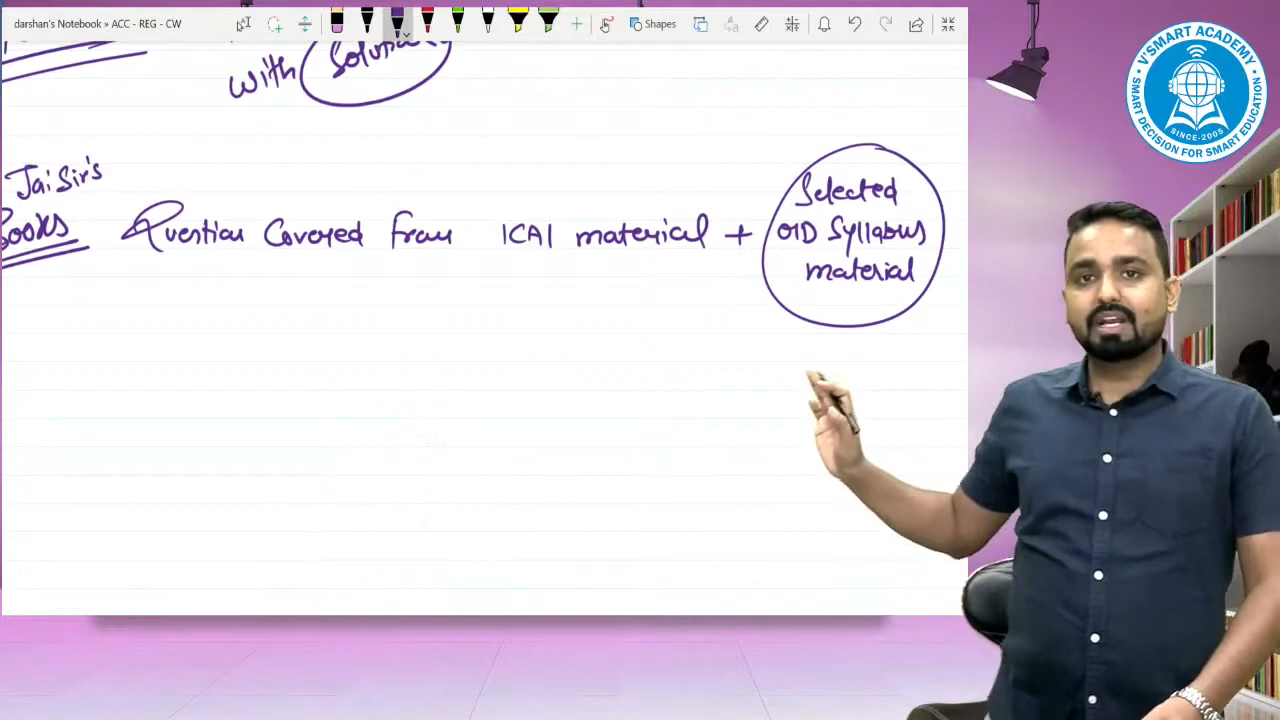 darshan's Notebook » ACC - REG - CW
Shapes
with Solution
Jai Sir's
Books
Question Covered from ICAI material +
Selected
OlD Syllabus
material
V'SMART ACADEMY
SINCE-2005
SMART DECISION FOR SMART EDUCATION